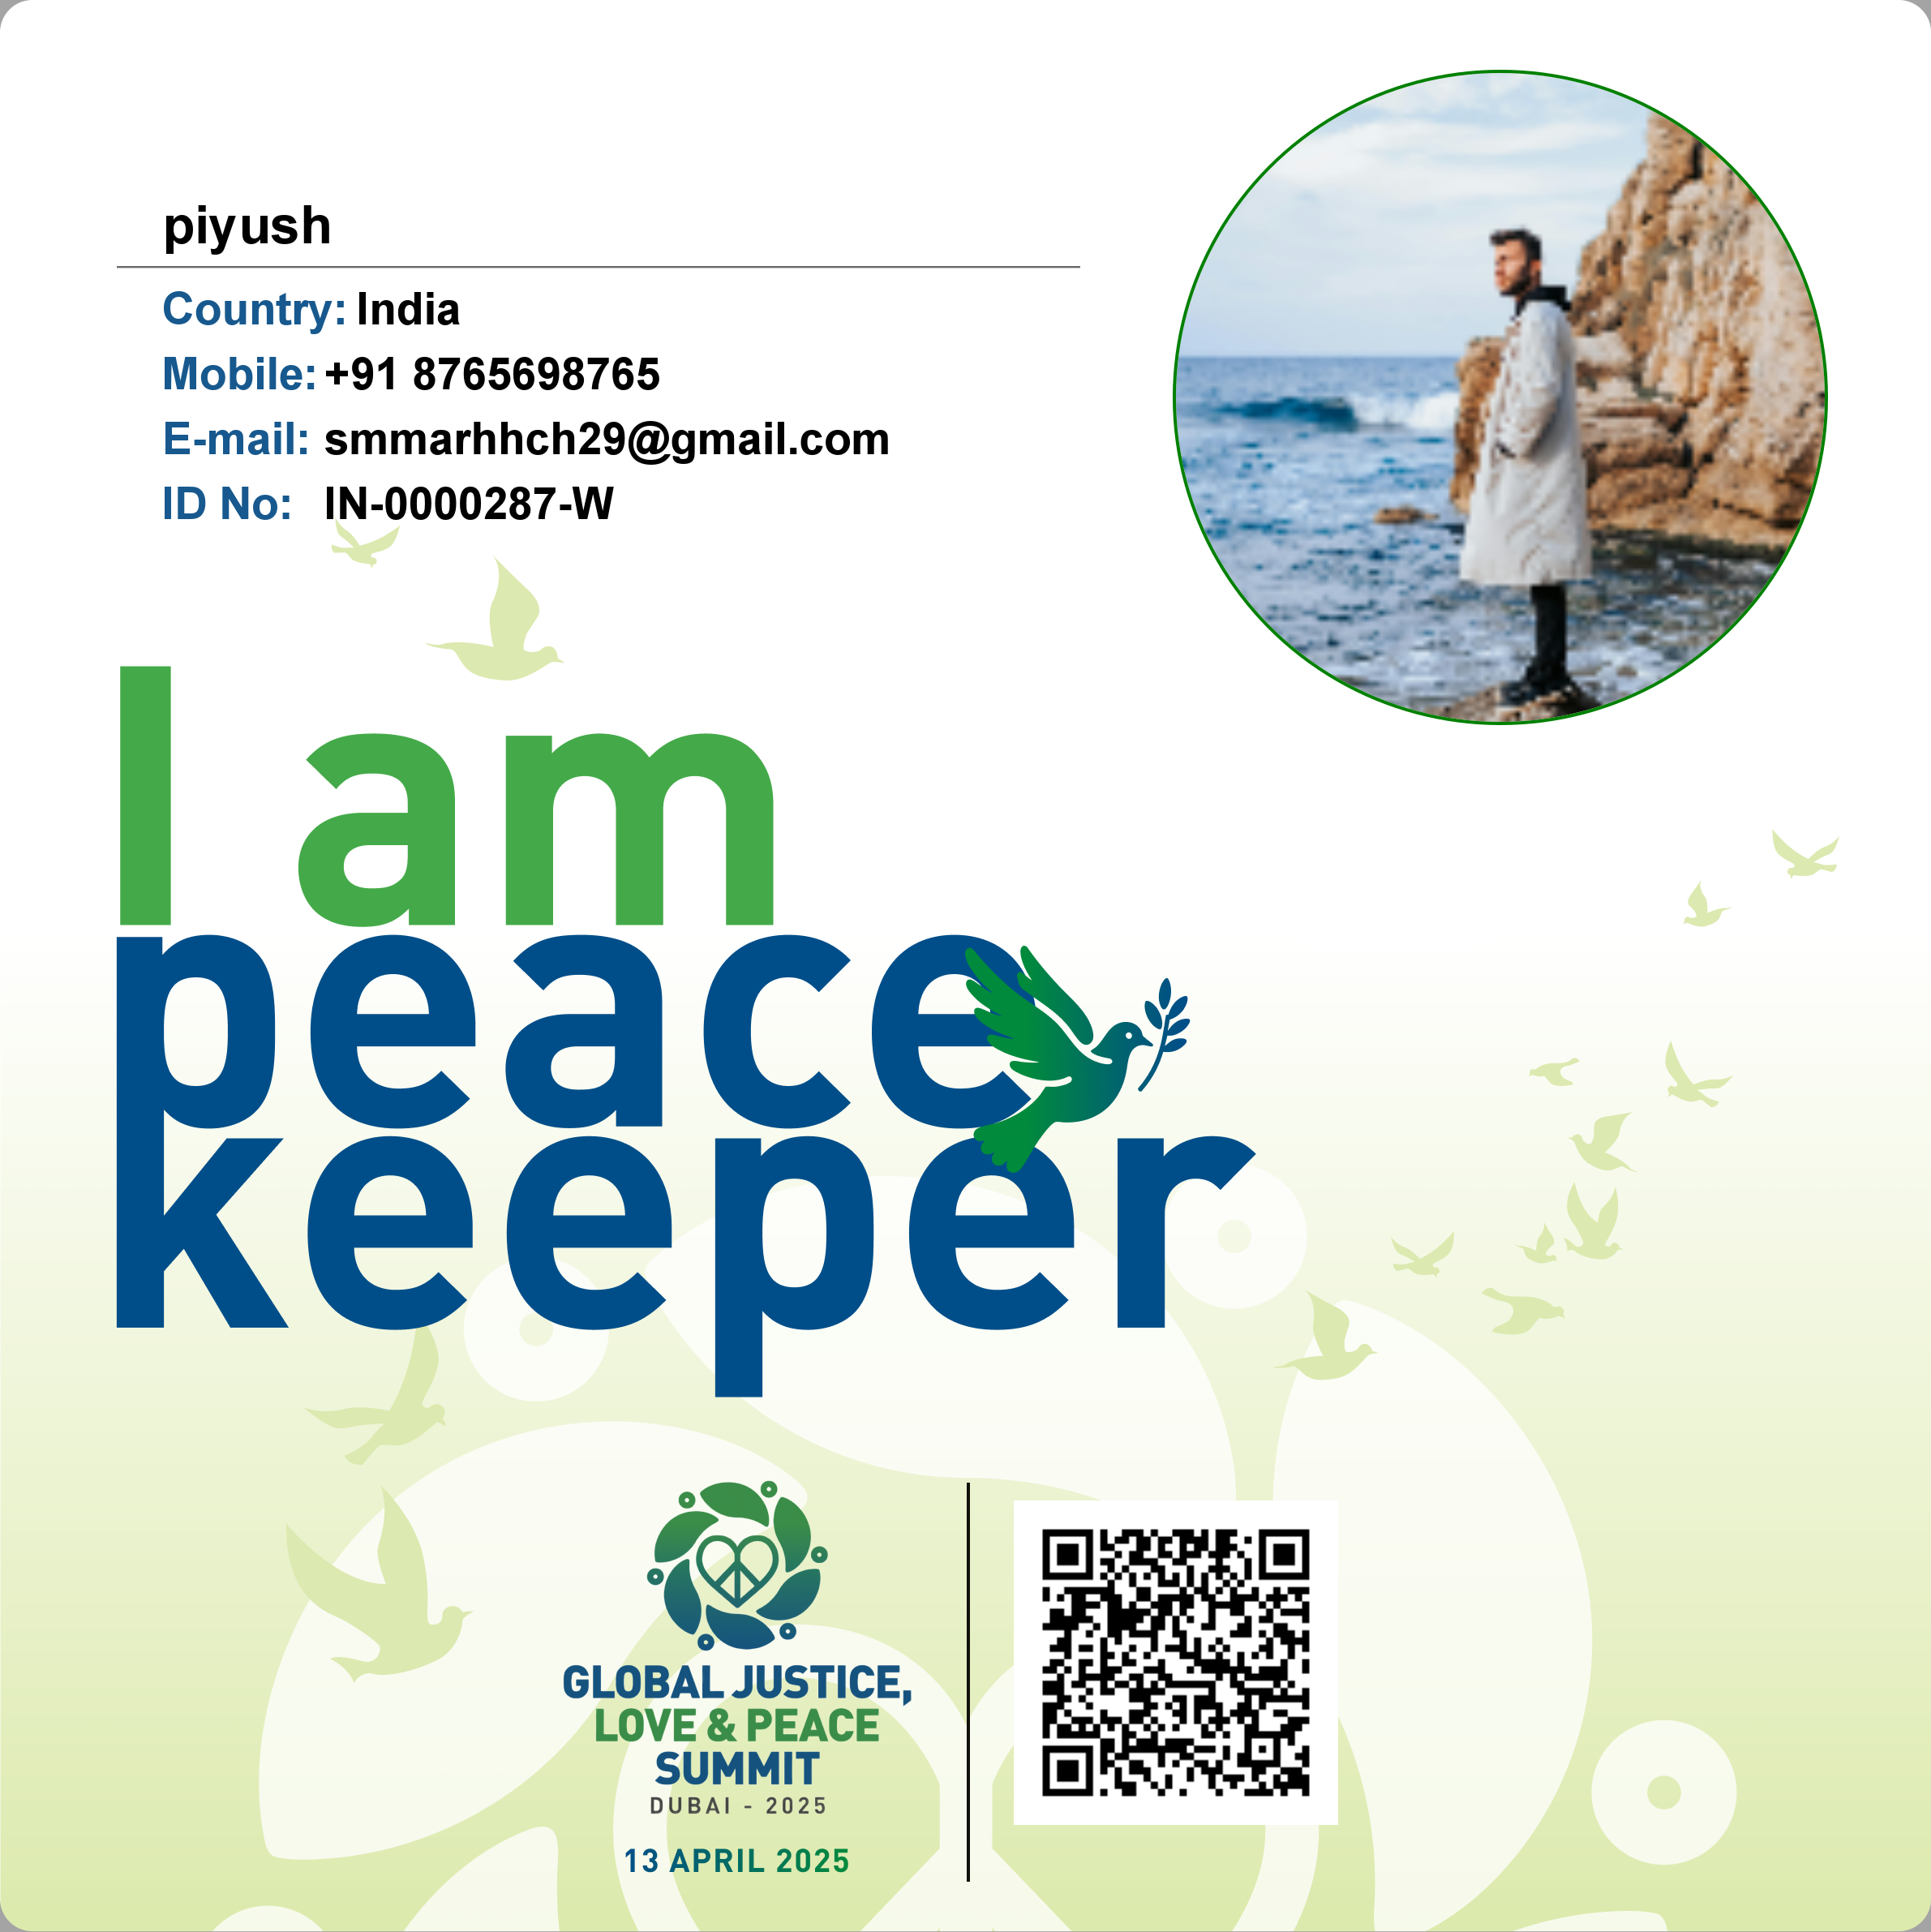 piyush
Country: India
Mobile: +91 8765698765
E-mail: smmarhhch29@gmail.com
ID No: IN-0000287-W
I am
peace
keeper
GLOBAL JUSTICE,
LOVE & PEACE
SUMMIT
DUBAI - 2025
13 APRIL 2025